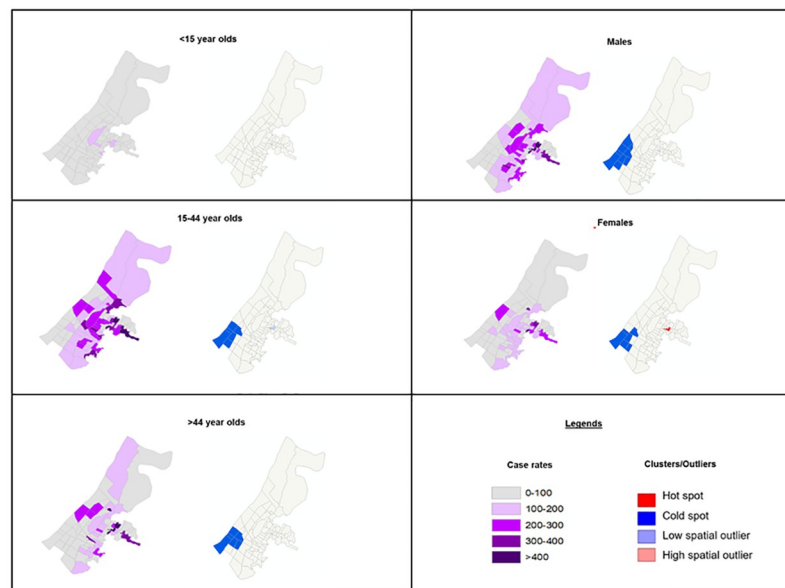 <15 year olds
Males
15-44 year olds
Females
>44 year olds
Legends
Case rates
0-100
100-200
200-300
300-400
>400
Clusters/Outliers
Hot spot
Cold spot
Low spatial outlier
High spatial outlier